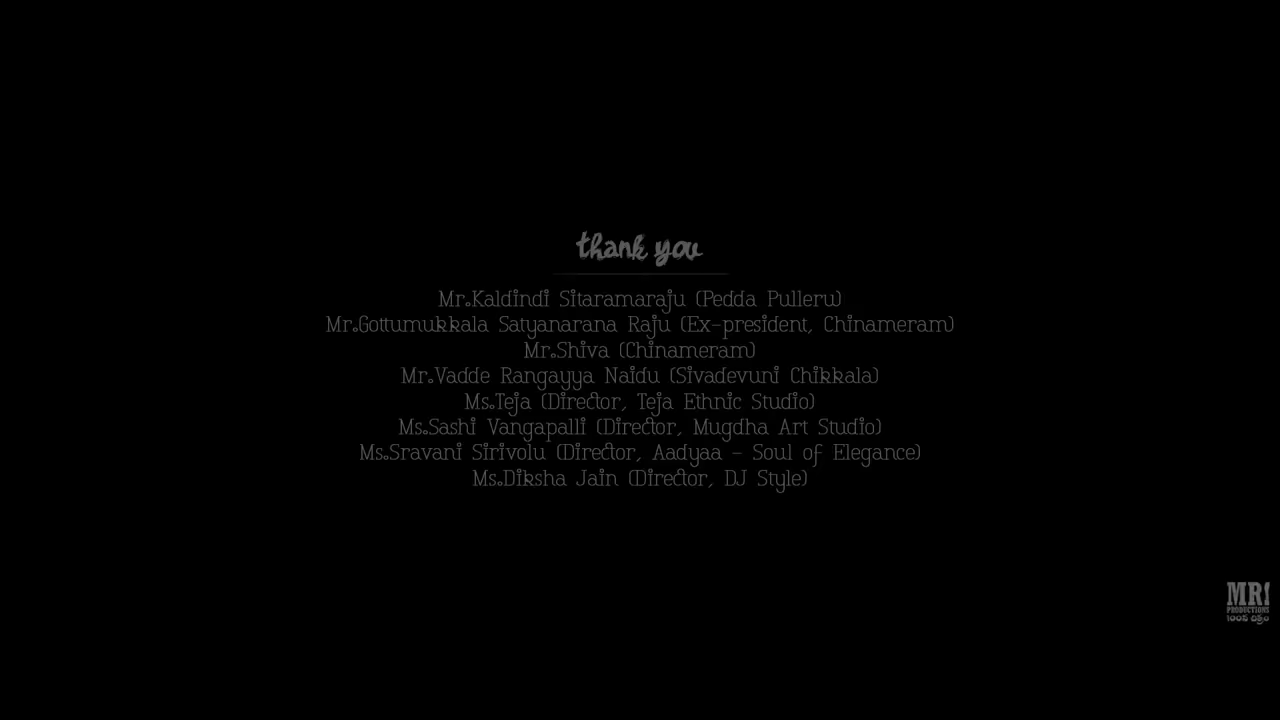 thank you
Mr.Kaldindi Sitaramaraju (Pedda Pulleru)
Mr.Gottumukkala Satyanarana Raju (Ex-president, Chinameram)
Mr.Shiva (Chinameram)
Mr.Vadde Rangayya Naidu (Sivadevuni Chikkala)
Ms.Teja (Director, Teja Ethnic Studio)
Ms.Sashi Vangapalli (Director, Mugdha Art Studio)
Ms.Sravani Sirivolu (Director, Aadyaa - Soul of Elegance)
Ms.Diksha Jain (Director, DJ Style)
MR!
PRODUCTIONS